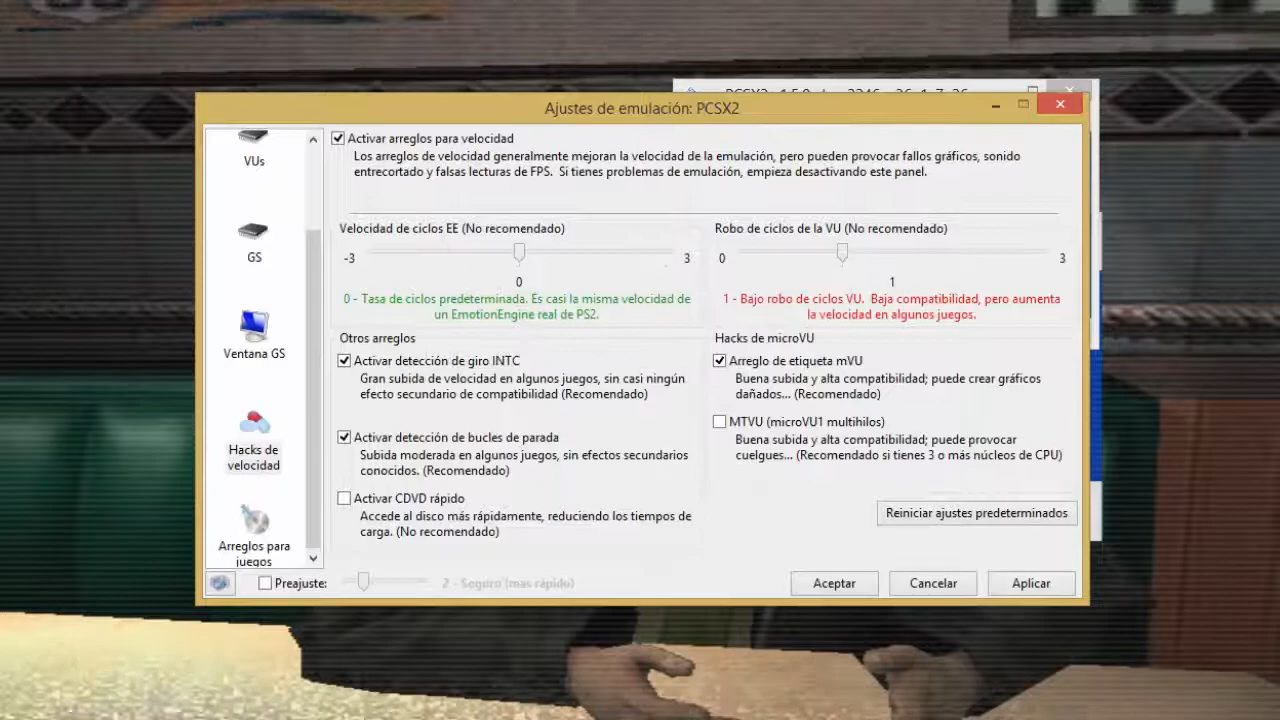 Ajustes de emulación: PCSX2
VUs
GS
Ventana GS
Hacks de
velocidad
Arreglos para
juegos
Activar arreglos para velocidad
Los arreglos de velocidad generalmente mejoran la velocidad de la emulación, pero pueden provocar fallos gráficos, sonido
entrecortado y falsas lecturas de FPS. Si tienes problemas de emulación, empieza desactivando este panel.
Velocidad de ciclos EE (No recomendado)
-3
3
0
0 - Tasa de ciclos predeterminada. Es casi la misma velocidad de
un EmotionEngine real de PS2.
Otros arreglos
Activar detección de giro INTC
Gran subida de velocidad en algunos juegos, sin casi ningún
efecto secundario de compatibilidad (Recomendado)
Activar detección de bucles de parada
Subida moderada en algunos juegos, sin efectos secundarios
conocidos. (Recomendado)
Activar CDVD rápido
Accede al disco más rápidamente, reduciendo los tiempos de
carga. (No recomendado)
Robo de ciclos de la VU (No recomendado)
0
3
1
1 - Bajo robo de ciclos VU. Baja compatibilidad, pero aumenta
la velocidad en algunos juegos.
Hacks de microVU
Arreglo de etiqueta mVU
Buena subida y alta compatibilidad; puede crear gráficos
dañados... (Recomendado)
MTVU (microVU1 multihilos)
Buena subida y alta compatibilidad; puede provocar
cuelgues... (Recomendado si tienes 3 o más núcleos de CPU)
Reiniciar ajustes predeterminados
Preajuste:
2 - Seguro (mas rápido)
Aceptar
Cancelar
Aplicar